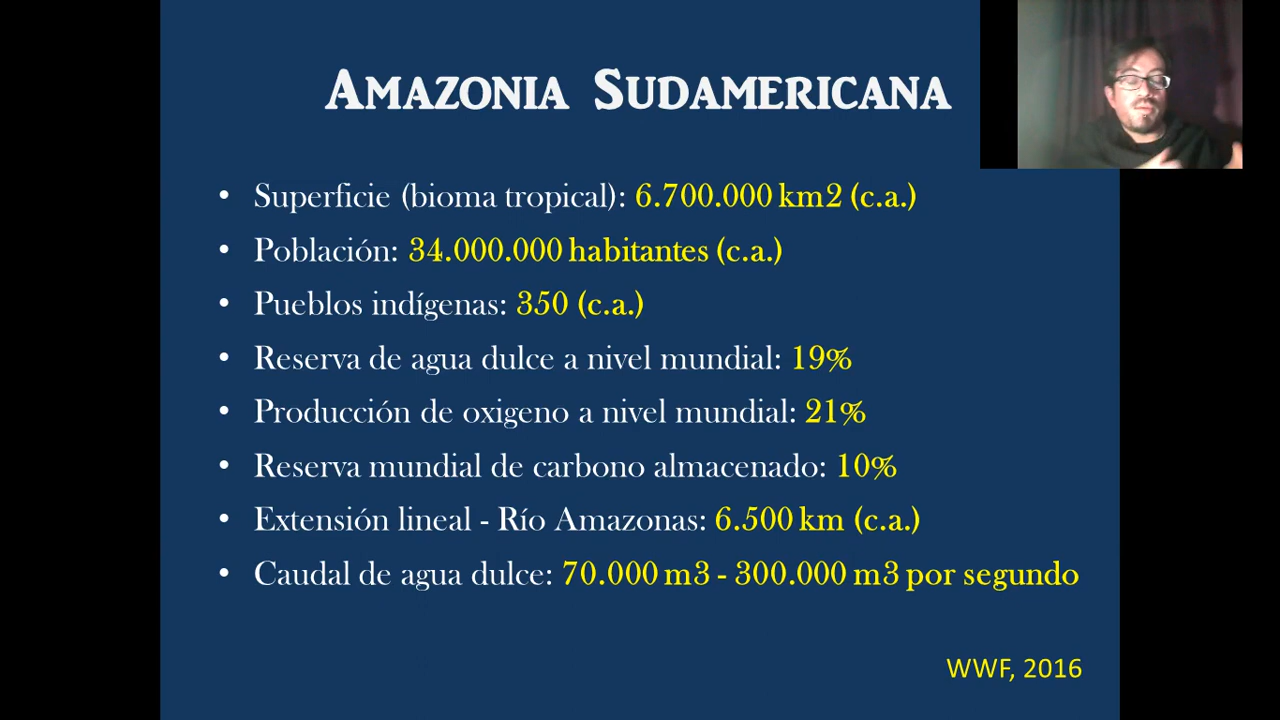 Amazonia Sudamericana
• Superficie (bioma tropical): 6.700.000 km2 (c.a.)
• Población: 34.000.000 habitantes (c.a.)
• Pueblos indígenas: 350 (c.a.)
• Reserva de agua dulce a nivel mundial: 19%
• Producción de oxigeno a nivel mundial: 21%
• Reserva mundial de carbono almacenado: 10%
• Extensión lineal - Río Amazonas: 6.500 km (c.a.)
• Caudal de agua dulce: 70.000 m3 - 300.000 m3 por segundo
WWF, 2016